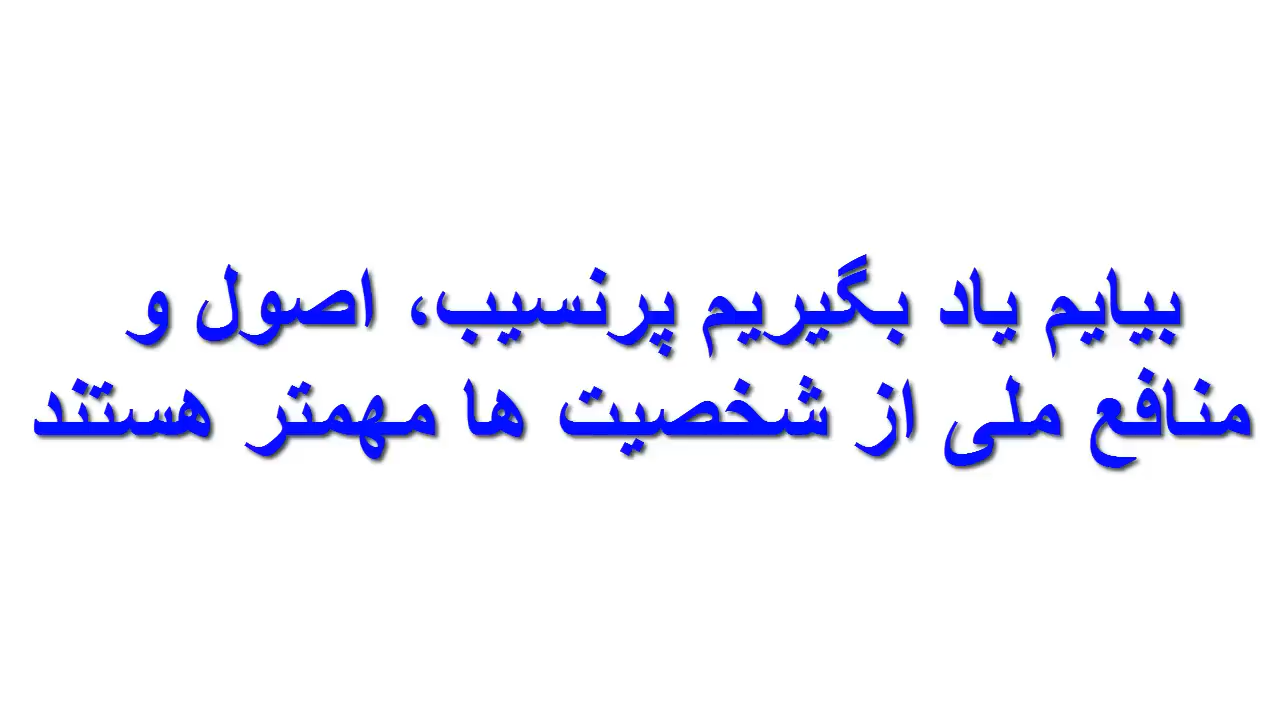 بیایم یاد بگیریم پرنسیب، اصول و
منافع ملی از شخصیت ها مهمتر هستند